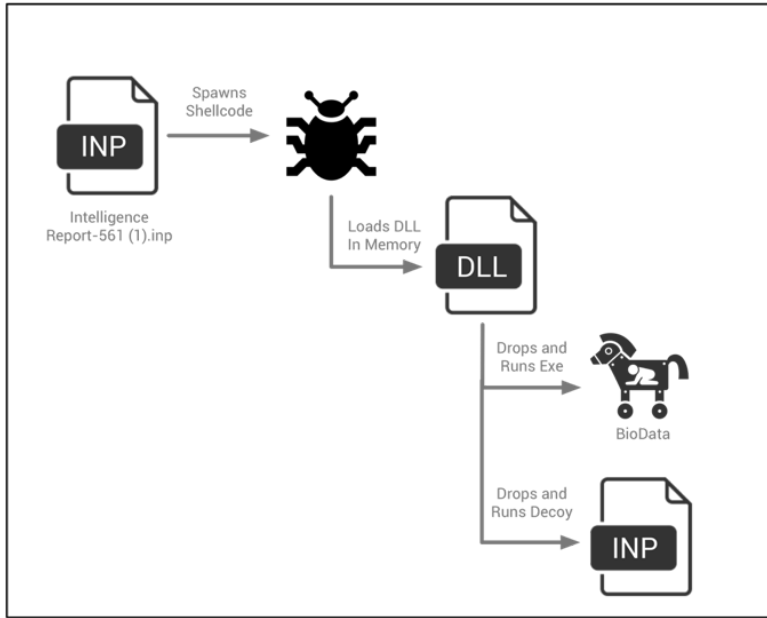 INP
Intelligence
Report-561 (1).inp
Spawns
Shellcode
Loads DLL
In Memory
DLL
Drops and
Runs Exe
BioData
Drops and
Runs Decoy
INP